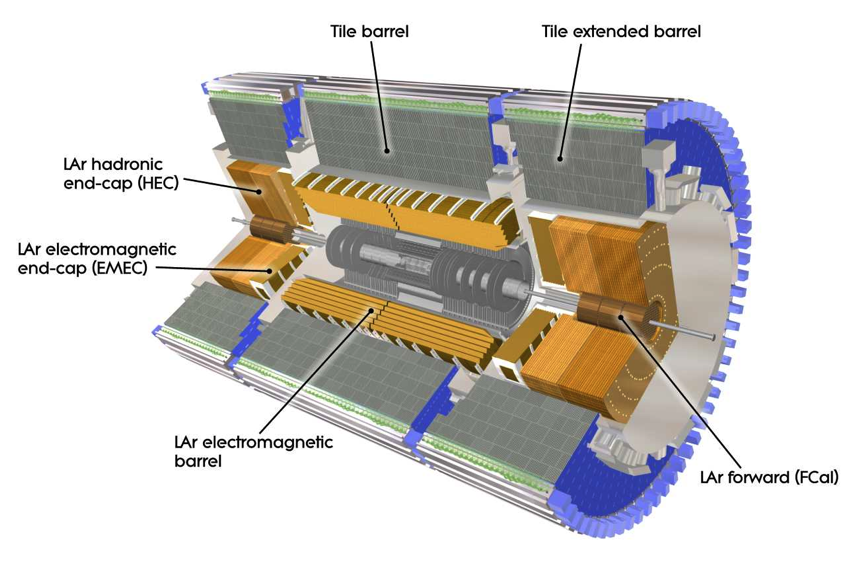 Tile barrel
Tile extended barrel
LAr hadronic
end-cap (HEC)
LAr electromagnetic
end-cap (EMEC)
LAr electromagnetic
barrel
LAr forward (FCal)